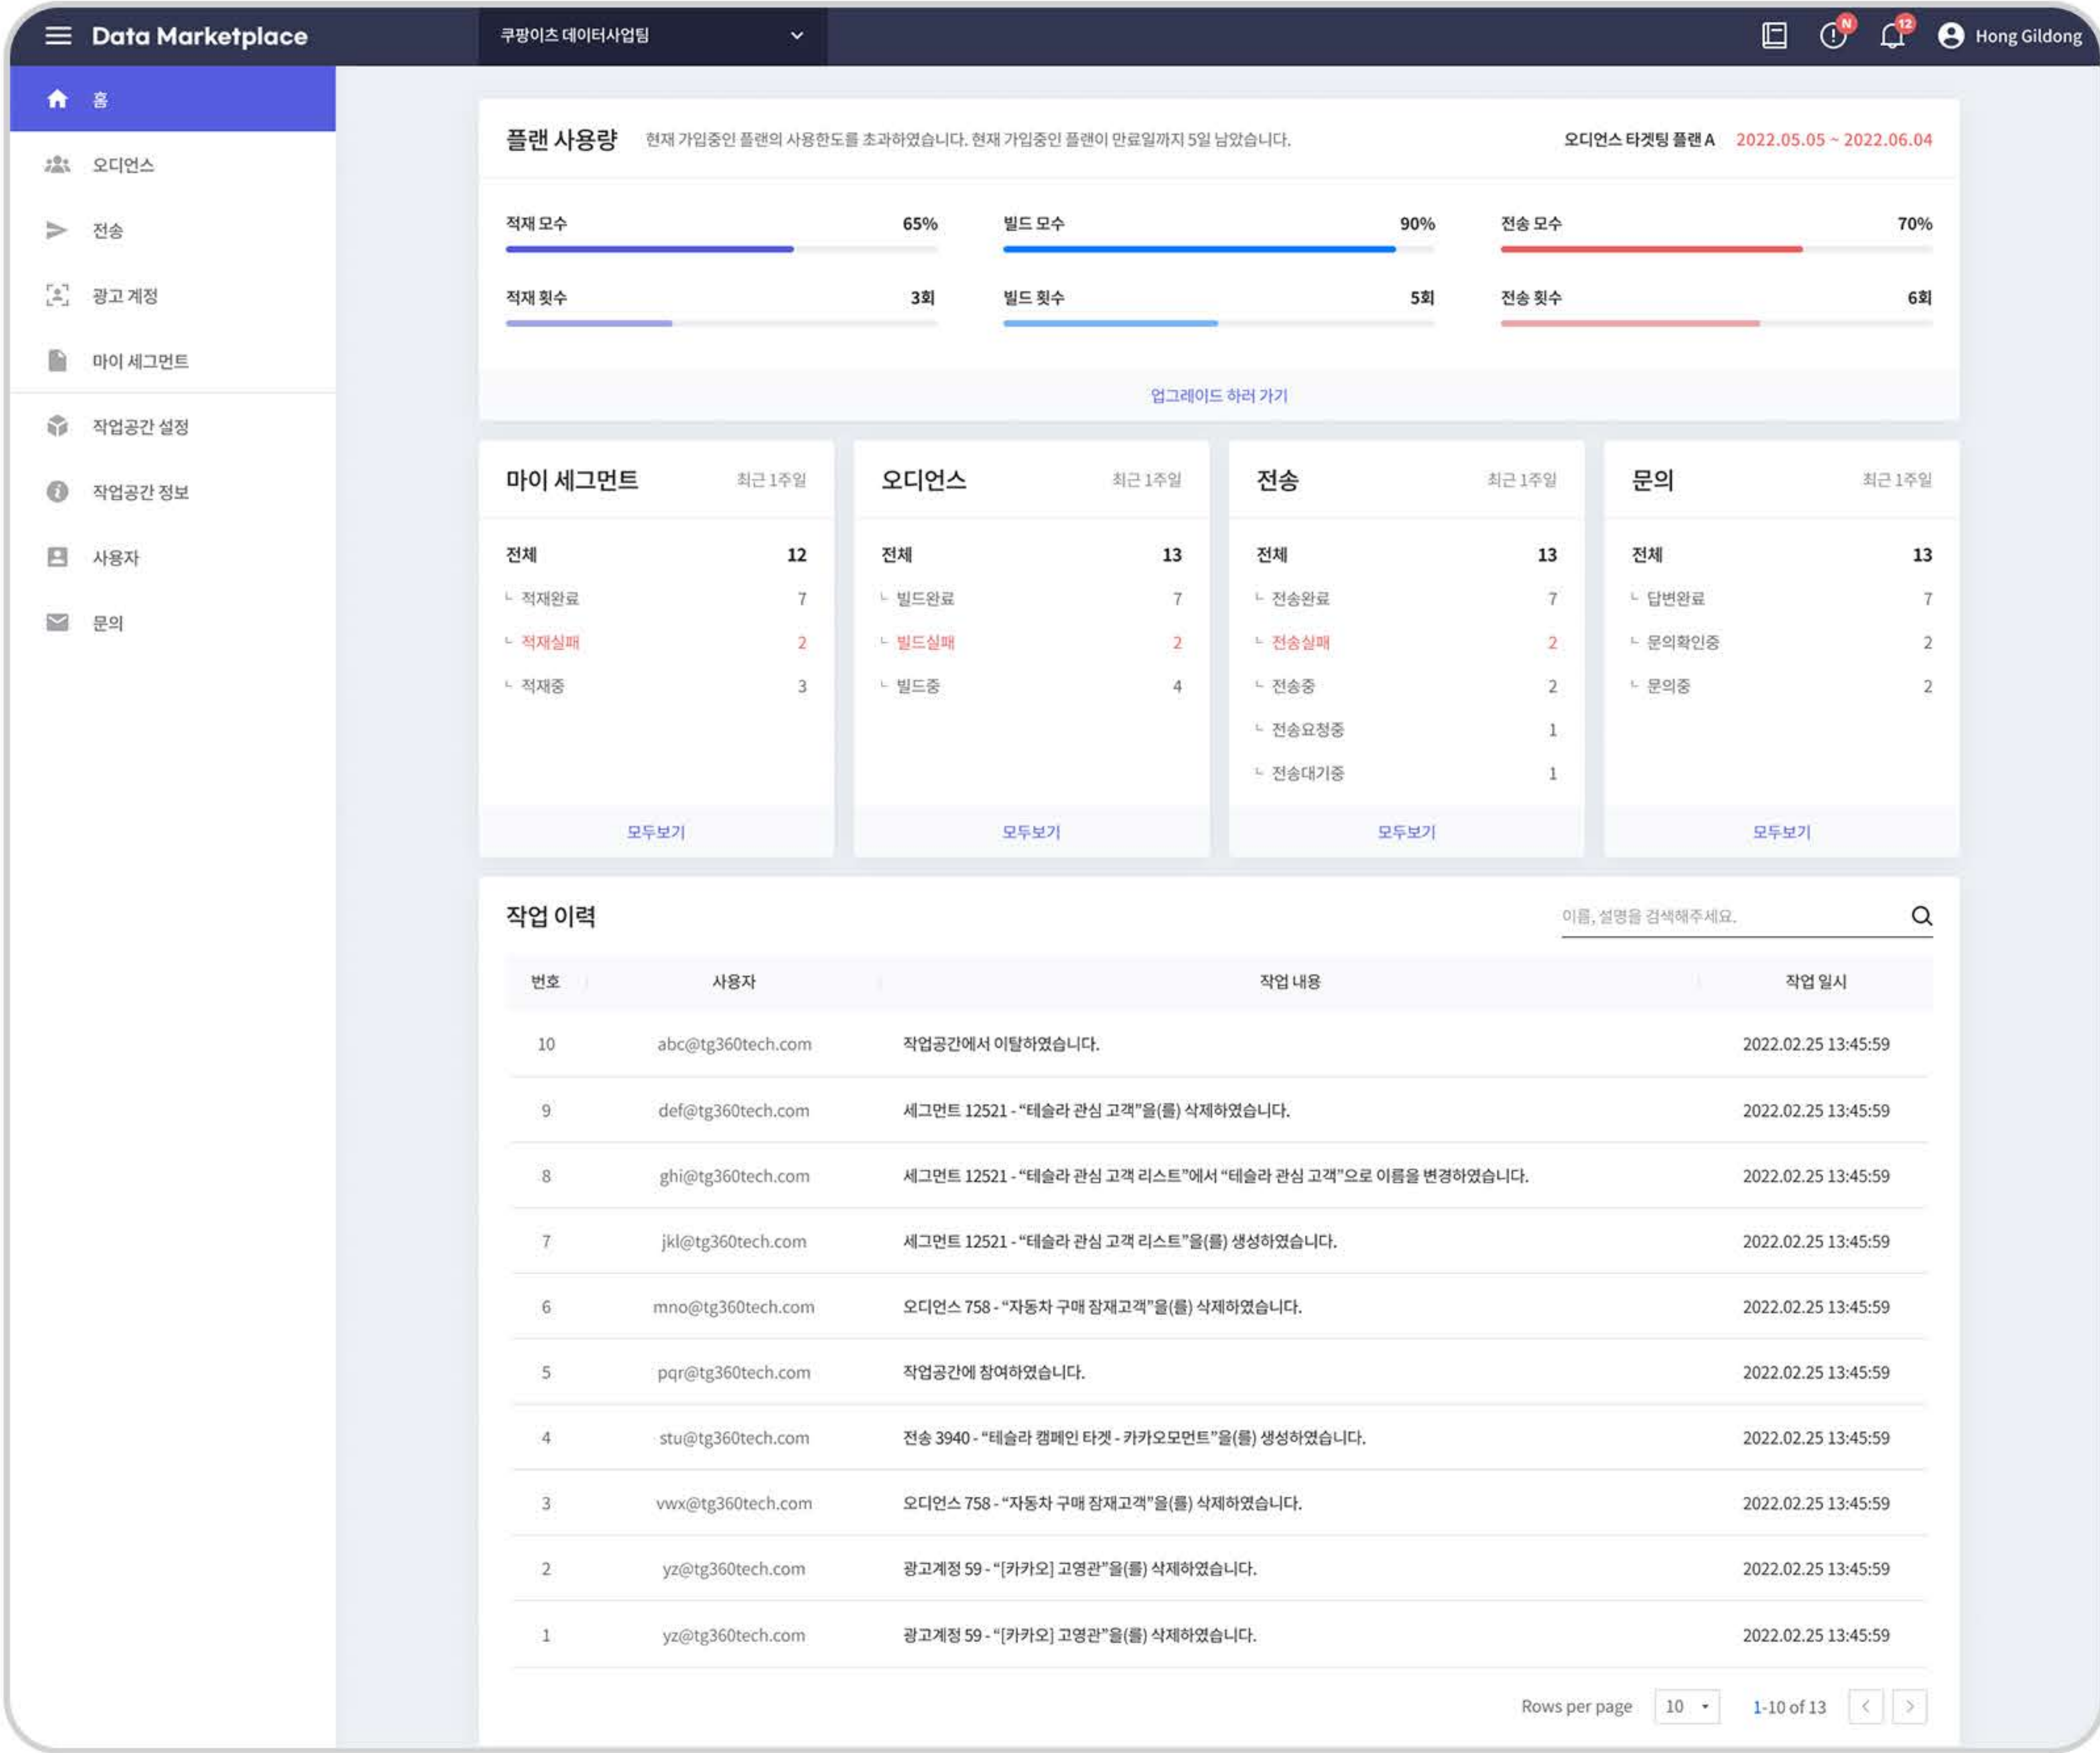 Data Marketplace
쿠팡이츠 데이터사업팀
N
12
Hong Gildong
홈
오디언스
전송
광고 계정
마이 세그먼트
작업공간 설정
작업공간 정보
사용자
문의
플랜 사용량 현재 가입중인 플랜의 사용한도를 초과하였습니다. 현재 가입중인 플랜이 만료일까지 5일 남았습니다. 오디언스 타겟팅 플랜 A 2022.05.05 ~ 2022.06.04
적재 모수 65% 빌드 모수 90% 전송 모수 70%
적재 횟수 3회 빌드 횟수 5회 전송 횟수 6회
업그레이드 하러 가기
마이 세그먼트 최근 1주일
전체 12
적재완료 7
적재실패 2
적재중 3
모두보기
오디언스 최근 1주일
전체 13
빌드완료 7
빌드실패 2
빌드중 4
모두보기
전송 최근 1주일
전체 13
전송완료 7
전송실패 2
전송중 2
전송요청중 1
전송대기중 1
모두보기
문의 최근 1주일
전체 13
답변완료 7
문의확인중 2
문의중 2
모두보기
작업 이력 이름, 설명을 검색해주세요.
번호 사용자 작업 내용 작업 일시
10 abc@tg360tech.com 작업공간에서 이탈하였습니다. 2022.02.25 13:45:59
9 def@tg360tech.com 세그먼트 12521 - “테슬라 관심 고객”을(를) 삭제하였습니다. 2022.02.25 13:45:59
8 ghi@tg360tech.com 세그먼트 12521 - “테슬라 관심 고객 리스트”에서 “테슬라 관심 고객”으로 이름을 변경하였습니다. 2022.02.25 13:45:59
7 jkl@tg360tech.com 세그먼트 12521 - “테슬라 관심 고객 리스트”을(를) 생성하였습니다. 2022.02.25 13:45:59
6 mno@tg360tech.com 오디언스 758 - “자동차 구매 잠재고객”을(를) 삭제하였습니다. 2022.02.25 13:45:59
5 pqr@tg360tech.com 작업공간에 참여하였습니다. 2022.02.25 13:45:59
4 stu@tg360tech.com 전송 3940 - “테슬라 캠페인 타겟 - 카카오모먼트”을(를) 생성하였습니다. 2022.02.25 13:45:59
3 vwx@tg360tech.com 오디언스 758 - “자동차 구매 잠재고객”을(를) 삭제하였습니다. 2022.02.25 13:45:59
2 yz@tg360tech.com 광고계정 59 - “[카카오] 고영관”을(를) 삭제하였습니다. 2022.02.25 13:45:59
1 yz@tg360tech.com 광고계정 59 - “[카카오] 고영관”을(를) 삭제하였습니다. 2022.02.25 13:45:59
Rows per page 10 1-10 of 13